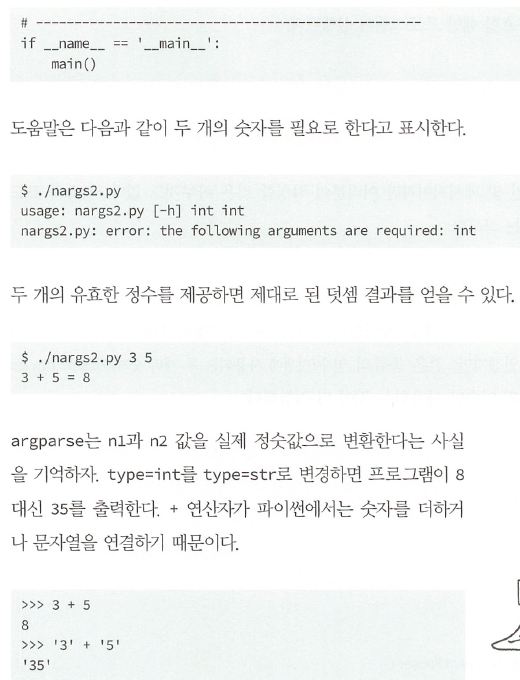 # --------------------------------------------------
if __name__ == '__main__':
    main()
도움말은 다음과 같이 두 개의 숫자를 필요로 한다고 표시한다.
$ ./nargs2.py
usage: nargs2.py [-h] int int
nargs2.py: error: the following arguments are required: int
두 개의 유효한 정수를 제공하면 제대로 된 덧셈 결과를 얻을 수 있다.
$ ./nargs2.py 3 5
3 + 5 = 8
argparse는 n1과 n2 값을 실제 정숫값으로 변환한다는 사실
을 기억하자. type=int를 type=str로 변경하면 프로그램이 8
대신 35를 출력한다. + 연산자가 파이썬에서는 숫자를 더하거
나 문자열을 연결하기 때문이다.
>>> 3 + 5
8
>>> '3' + '5'
'35'